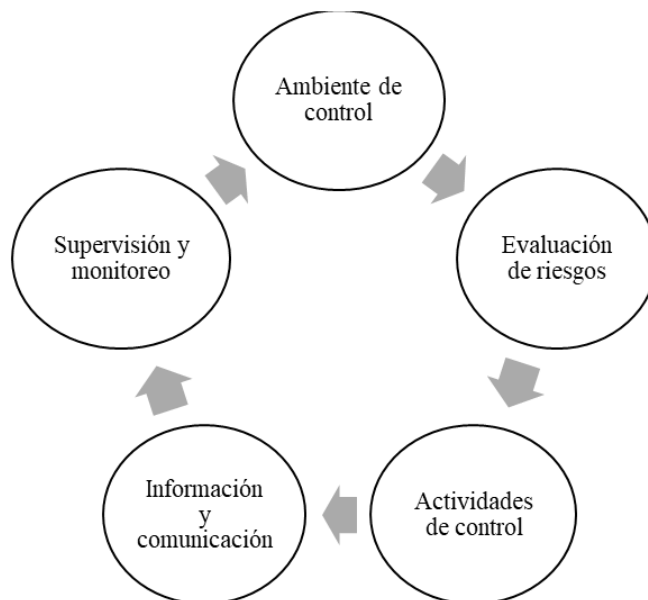 Ambiente de
control
Evaluación
de riesgos
Actividades
de control
Información
y
comunicación
Supervisión y
monitoreo